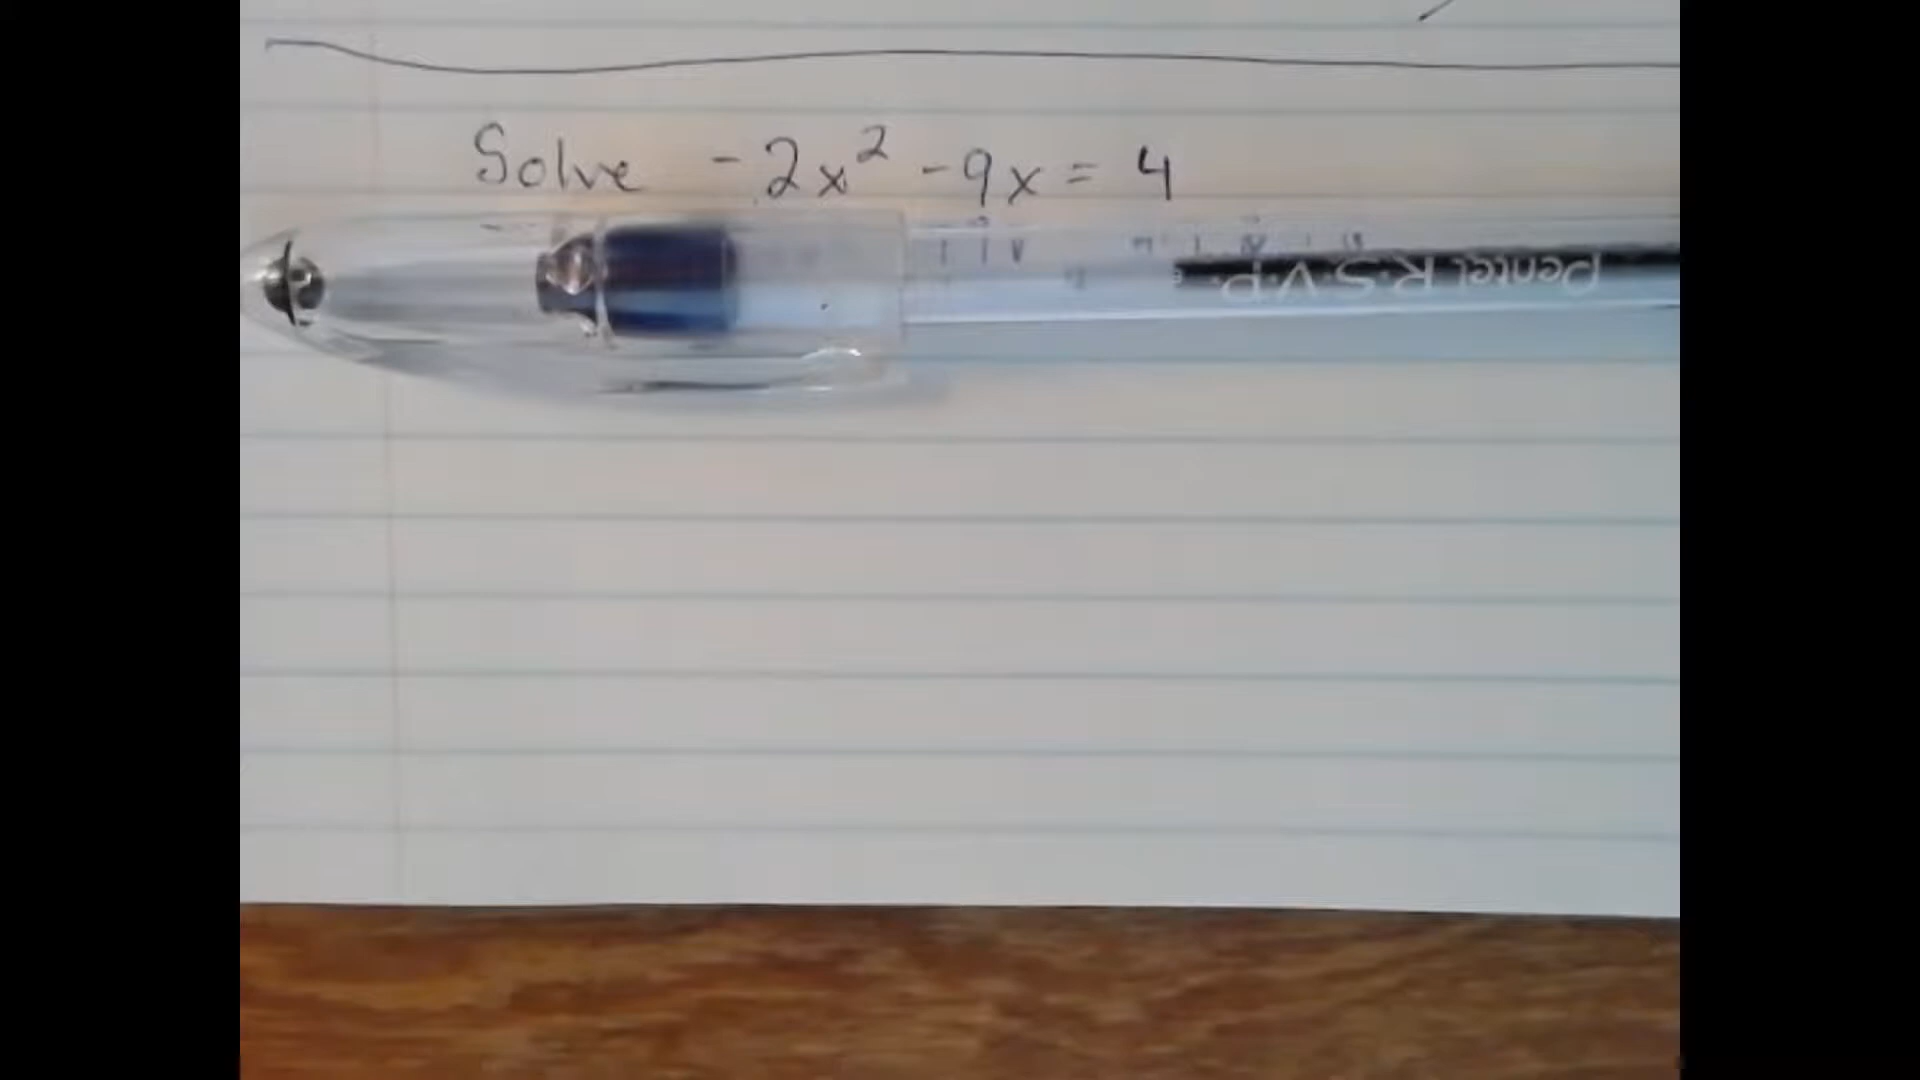 Solve -2x² -9x = 4
Pentel R.S.V.P.